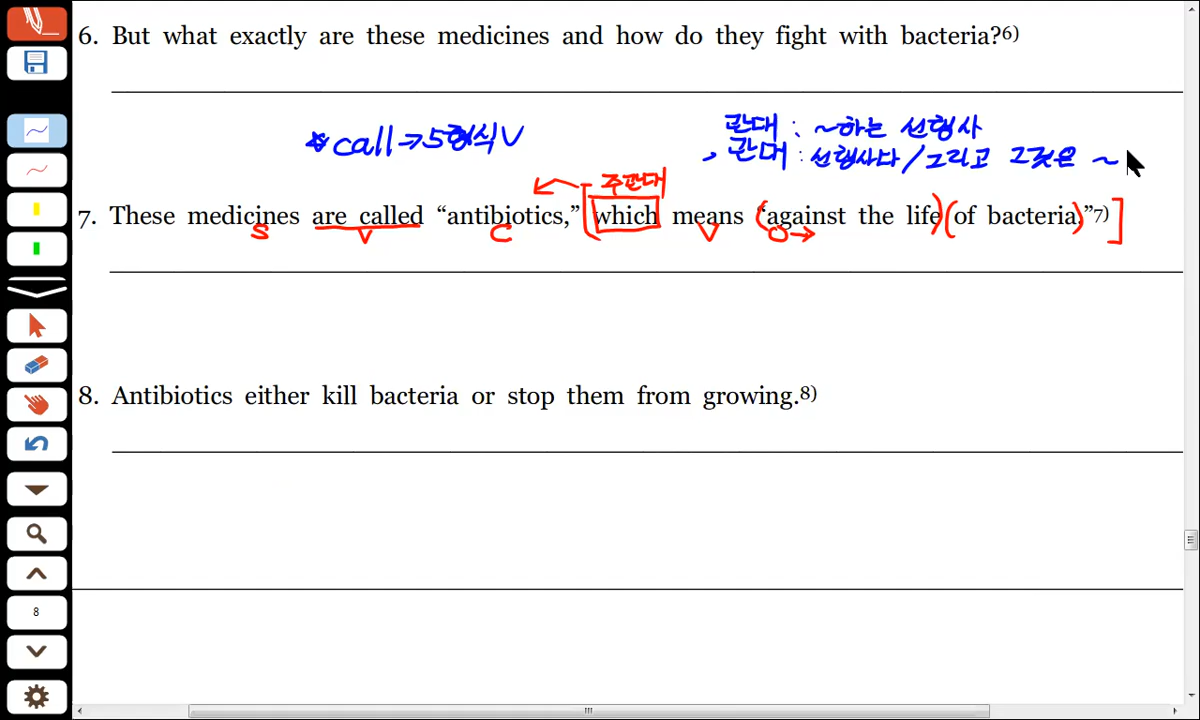 6. But what exactly are these medicines and how do they fight with bacteria?6)
*call→5형식V
관대 : ~하는 선행사
, 관대 : 선행사다/그리고 그것은 ~
주관대
7. These medicines are called “antibiotics,” which means “against the life of bacteria.”7)
S V C V O→
8. Antibiotics either kill bacteria or stop them from growing.8)
8